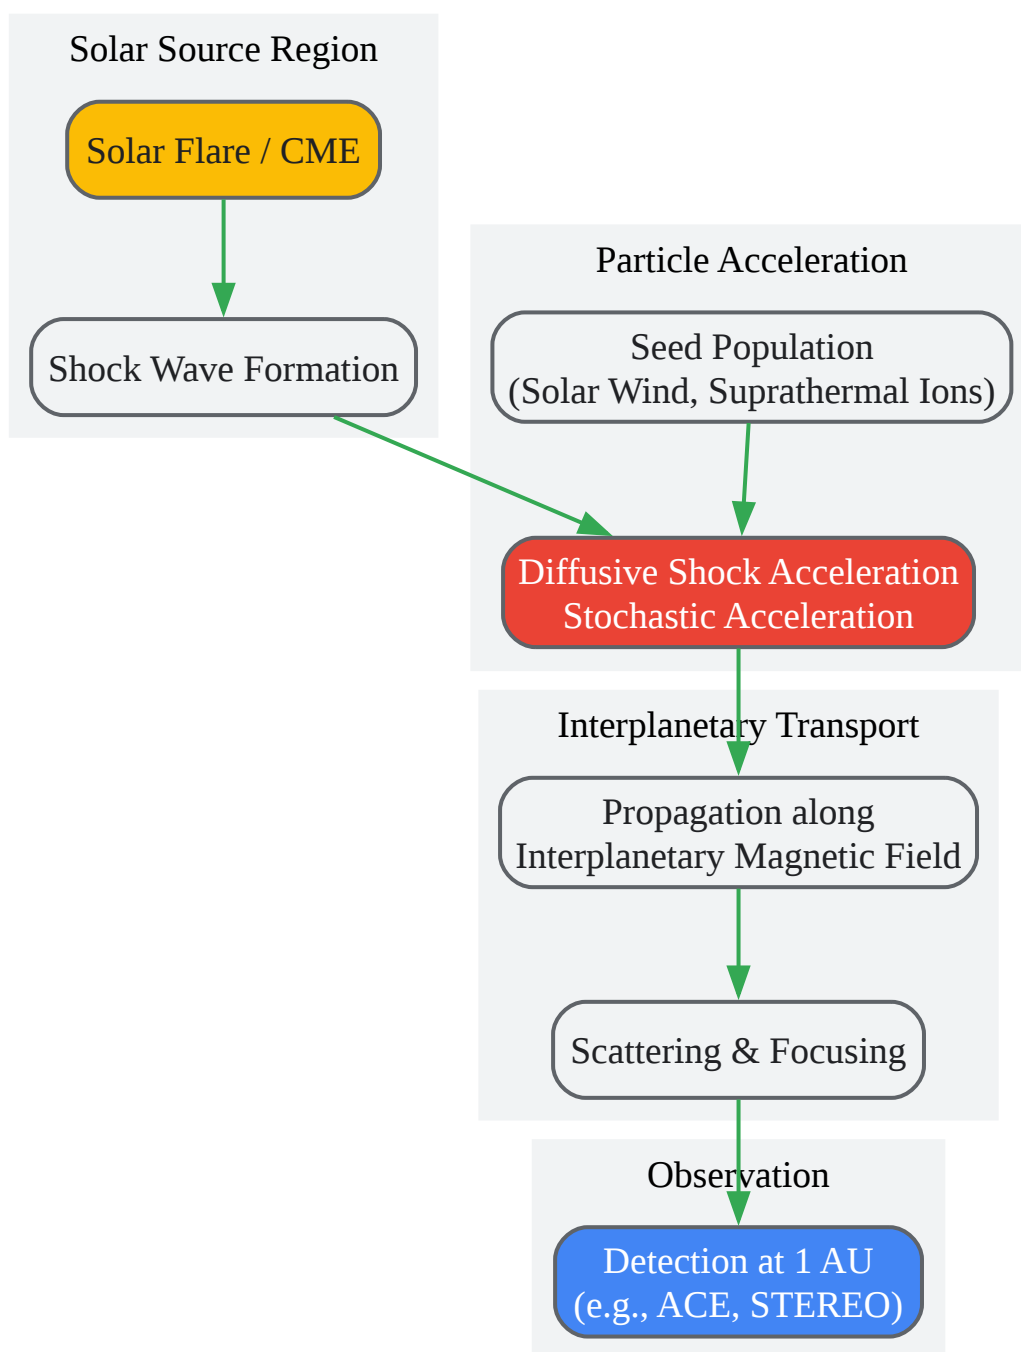 Solar Source Region
Solar Flare / CME
Shock Wave Formation
Particle Acceleration
Seed Population
(Solar Wind, Suprathermal Ions)
Diffusive Shock Acceleration
Stochastic Acceleration
Interplanetary Transport
Propagation along
Interplanetary Magnetic Field
Scattering & Focusing
Observation
Detection at 1 AU
(e.g., ACE, STEREO)